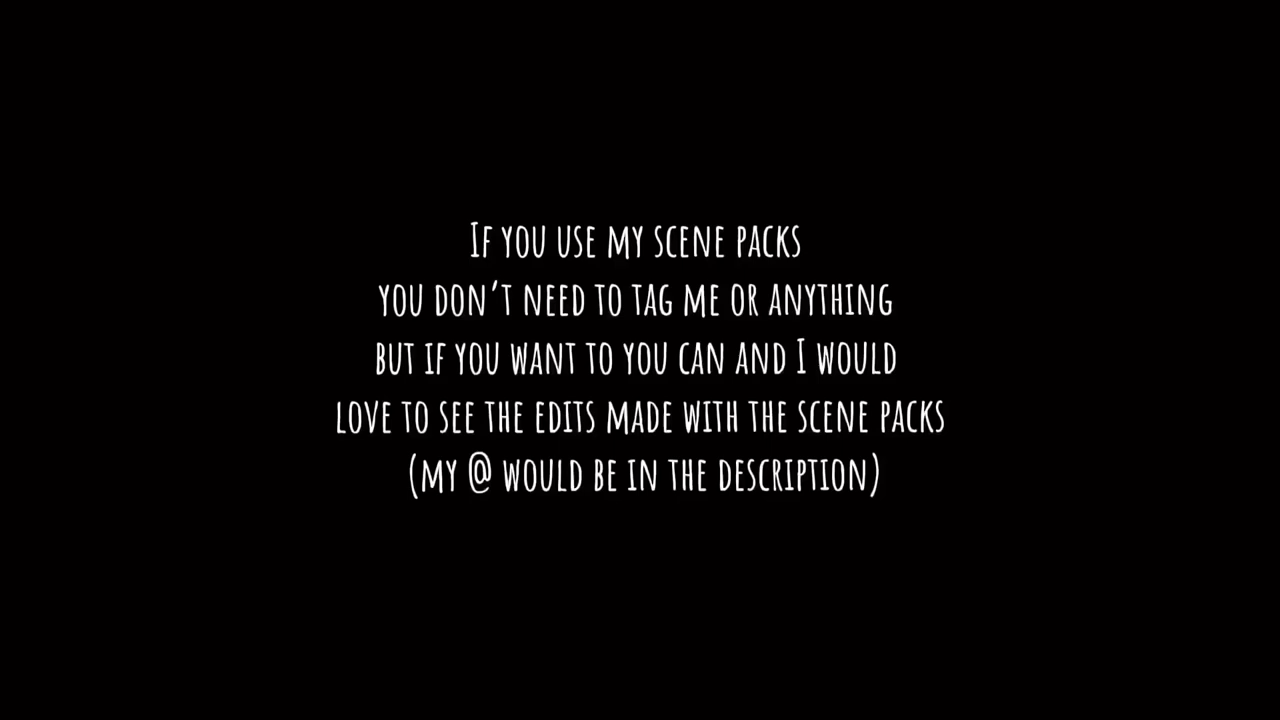 If you use my scene packs
you don't need to tag me or anything
but if you want to you can and I would
love to see the edits made with the scene packs
(my @ would be in the description)